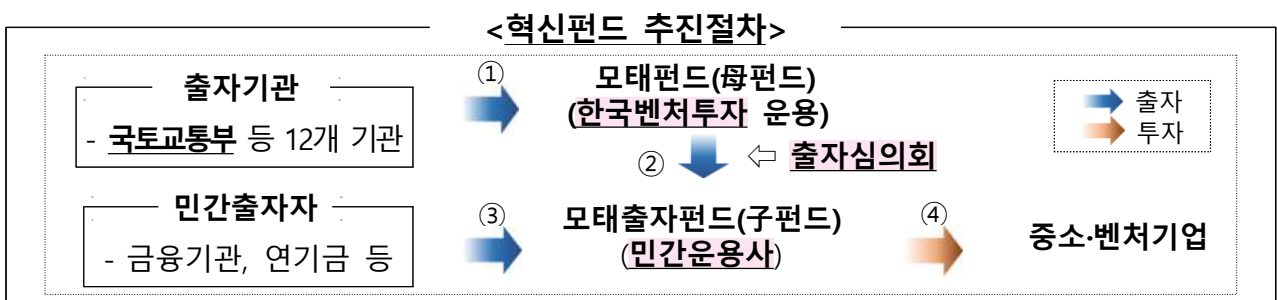 <혁신펀드 추진절차>
출자기관
- 국토교통부 등 12개 기관
①
모태펀드(母펀드)
(한국벤처투자 운용)
출자
투자
② ⇦ 출자심의회
민간출자자
- 금융기관, 연기금 등
③
모태출자펀드(子펀드)
(민간운용사)
④
중소·벤처기업